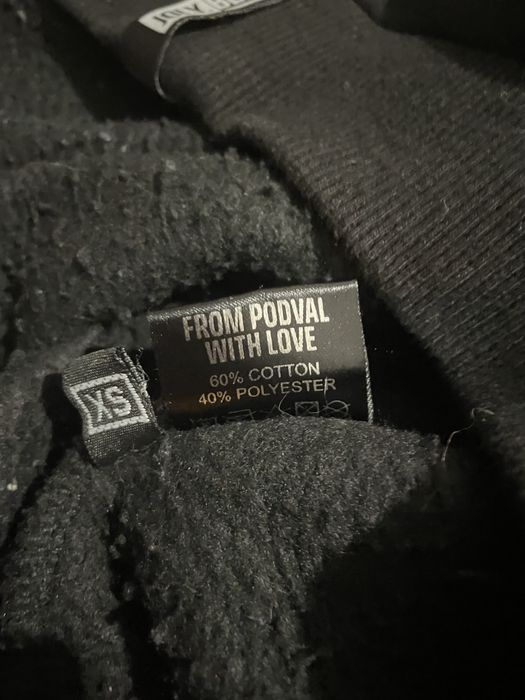 FROM PODVAL
WITH LOVE
60% COTTON
40% POLYESTER
XS